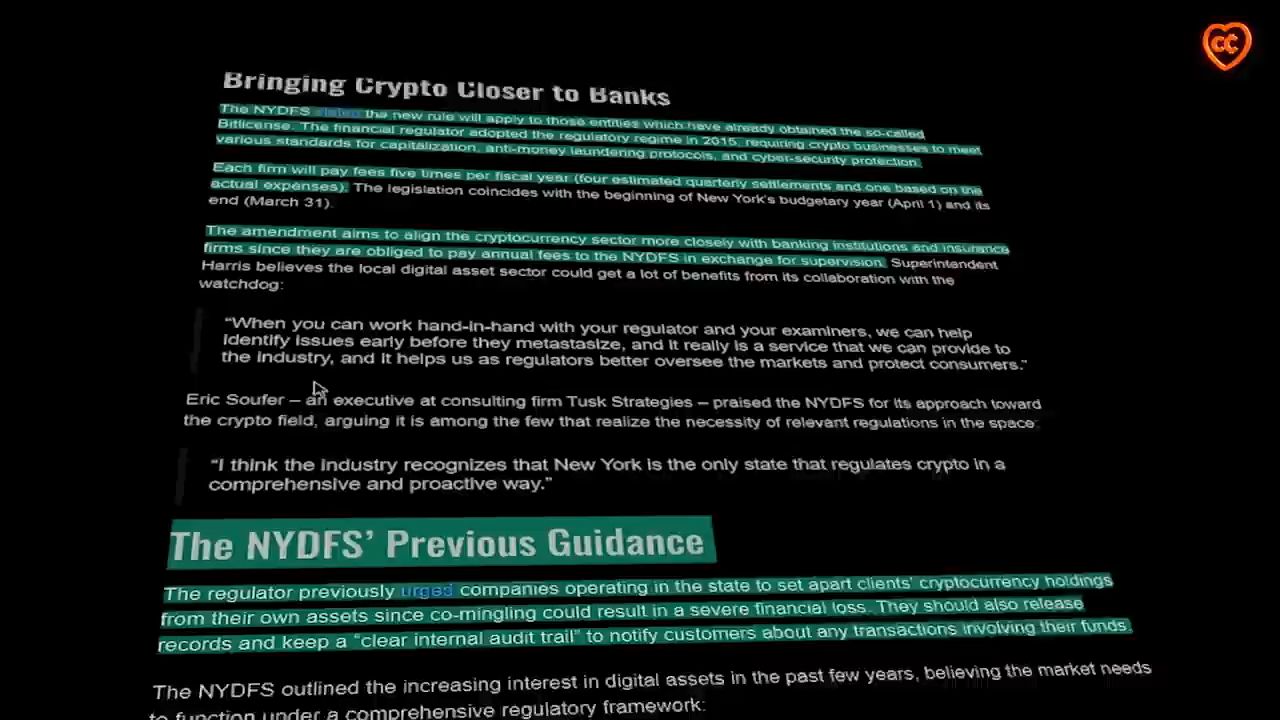 CC
Bringing Crypto Closer to Banks
The NYDFS stated the new rule will apply to those entities which have already obtained the so-called
Bitlicense. The financial regulator adopted the regulatory regime in 2015, requiring crypto businesses to meet
various standards for capitalization, anti-money laundering protocols, and cyber-security protection.
Each firm will pay fees five times per fiscal year (four estimated quarterly settlements and one based on the
actual expenses). The legislation coincides with the beginning of New York's budgetary year (April 1) and its
end (March 31).
The amendment aims to align the cryptocurrency sector more closely with banking institutions and insurance
firms since they are obliged to pay annual fees to the NYDFS in exchange for supervision. Superintendent
Harris believes the local digital asset sector could get a lot of benefits from its collaboration with the
watchdog:
“When you can work hand-in-hand with your regulator and your examiners, we can help
identify issues early before they metastasize, and it really is a service that we can provide to
the industry, and it helps us as regulators better oversee the markets and protect consumers.”
Eric Soufer – an executive at consulting firm Tusk Strategies – praised the NYDFS for its approach toward
the crypto field, arguing it is among the few that realize the necessity of relevant regulations in the space:
“I think the industry recognizes that New York is the only state that regulates crypto in a
comprehensive and proactive way.”
The NYDFS’ Previous Guidance
The regulator previously urged companies operating in the state to set apart clients’ cryptocurrency holdings
from their own assets since co-mingling could result in a severe financial loss. They should also release
records and keep a “clear internal audit trail” to notify customers about any transactions involving their funds.
The NYDFS outlined the increasing interest in digital assets in the past few years, believing the market needs
to function under a comprehensive regulatory framework: